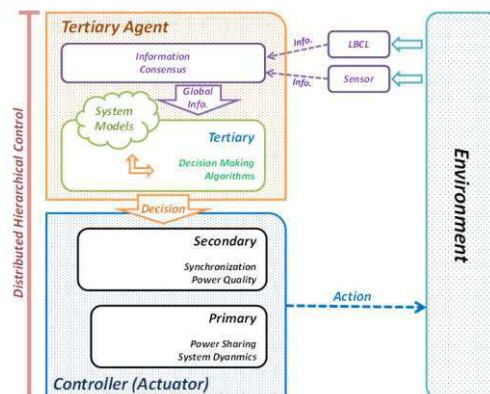 Distributed Hierarchical Control
Tertiary Agent
Information
Consensus
Info.
LBCL
Info.
Sensor
Global
Info.
System
Models
Tertiary
Decision Making
Algorithms
Decision
Secondary
Synchronization
Power Quality
Primary
Power Sharing
System Dyanmics
Controller (Actuator)
Action
Environment